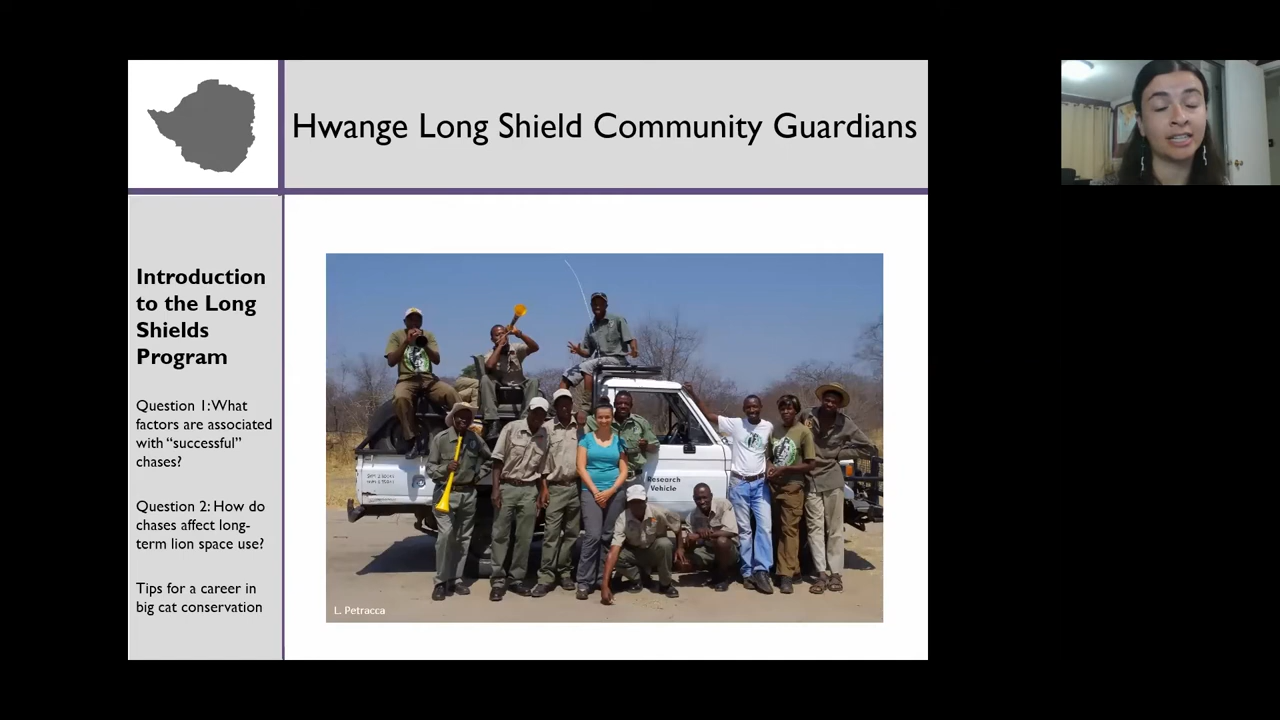 Hwange Long Shield Community Guardians
Introduction
to the Long
Shields
Program
Question 1: What
factors are associated
with “successful”
chases?
Question 2: How do
chases affect long-
term lion space use?
Tips for a career in
big cat conservation
Research
Vehicle
L. Petracca